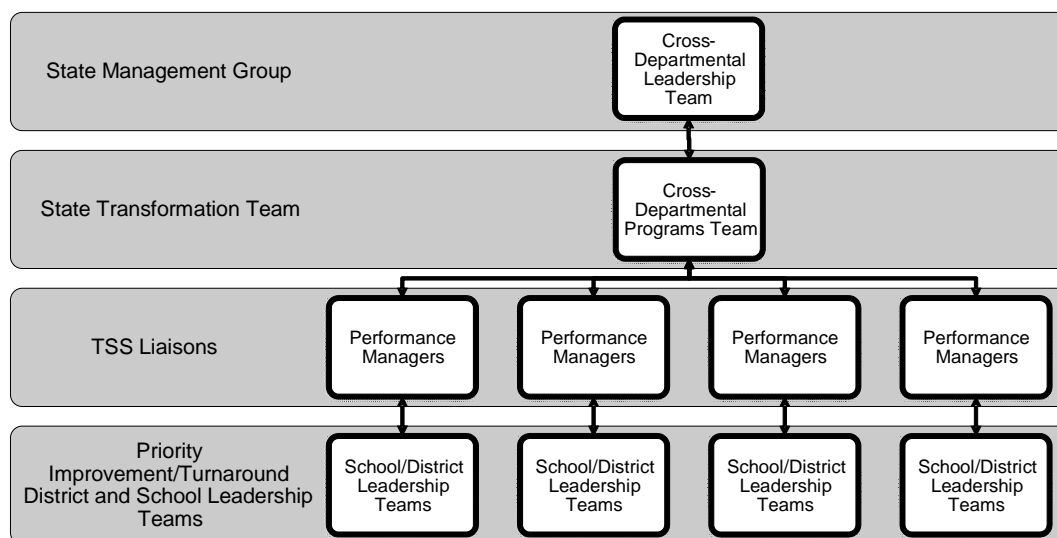 State Management Group
Cross-
Departmental
Leadership
Team
State Transformation Team
Cross-
Departmental
Programs Team
TSS Liaisons
Performance
Managers
Performance
Managers
Performance
Managers
Performance
Managers
Priority
Improvement/Turnaround
District and School Leadership
Teams
School/District
Leadership
Teams
School/District
Leadership
Teams
School/District
Leadership
Teams
School/District
Leadership
Teams